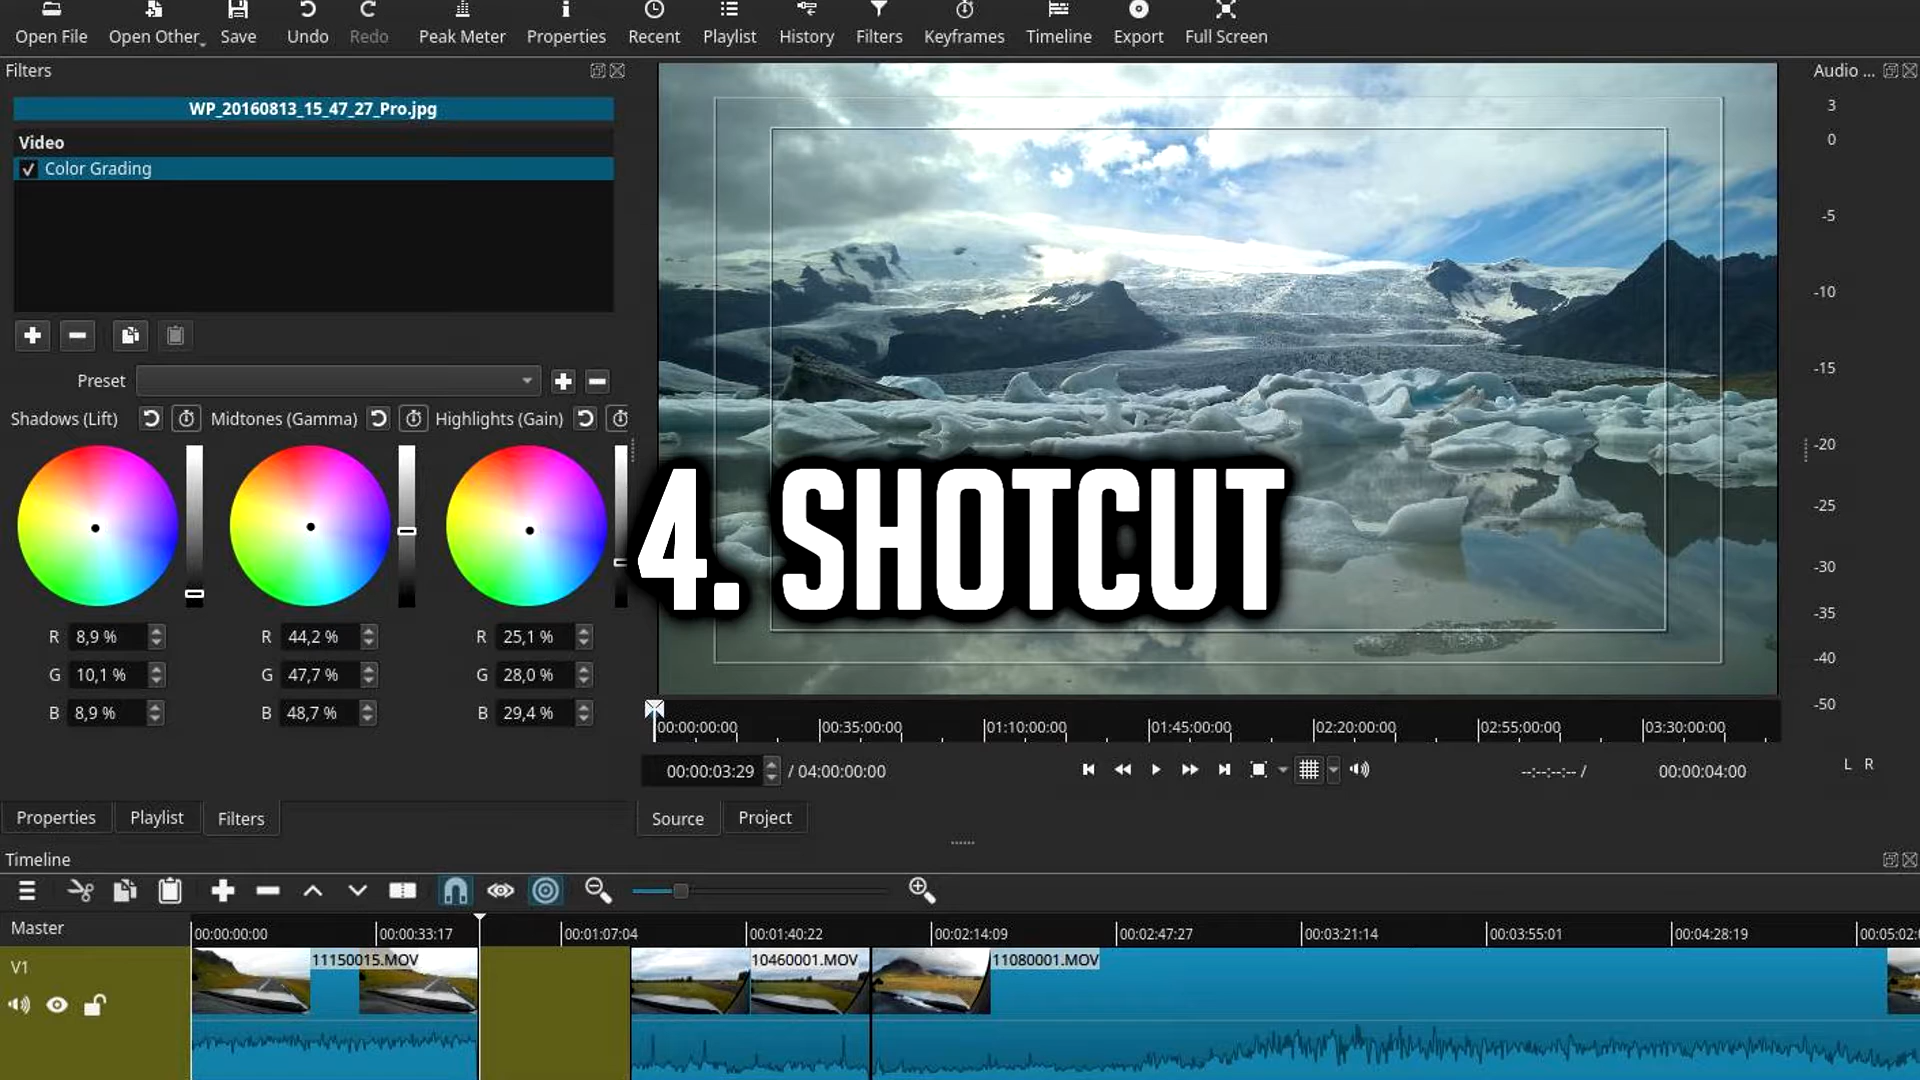 Open File Open Other Save Undo Redo Peak Meter Properties Recent Playlist History Filters Keyframes Timeline Export Full Screen
Filters
Audio ...
WP_20160813_15_47_27_Pro.jpg
Video
Color Grading
Preset
Shadows (Lift) Midtones (Gamma) Highlights (Gain)
R 8,9 % R 44,2 % R 25,1 %
G 10,1 % G 47,7 % G 28,0 %
B 8,9 % B 48,7 % B 29,4 %
4. SHOTCUT
3
0
-5
-10
-15
-20
-25
-30
-35
-40
-50
L R
00:00:00:00 00:35:00:00 01:10:00:00 01:45:00:00 02:20:00:00 02:55:00:00 03:30:00:00
00:00:03:29 / 04:00:00:00 --:--:--:-- / 00:00:04:00
Properties Playlist Filters
Source Project
Timeline
Master
00:00:00:00 00:00:33:17 00:01:07:04 00:01:40:22 00:02:14:09 00:02:47:27 00:03:21:14 00:03:55:01 00:04:28:19 00:05:02:
V1
11150015.MOV 10460001.MOV 11080001.MOV